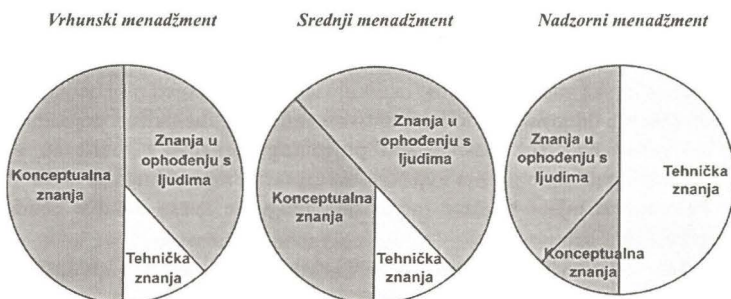 Vrhunski menadžment
Srednji menadžment
Nadzorni menadžment
Konceptualna
znanja
Znanja u
ophođenju s
ljudima
Tehnička
znanja
Znanja u
ophođenju s
ljudima
Konceptualna
znanja
Tehnička
znanja
Znanja u
ophođenju s
ljudima
Tehnička
znanja
Konceptualna
znanja